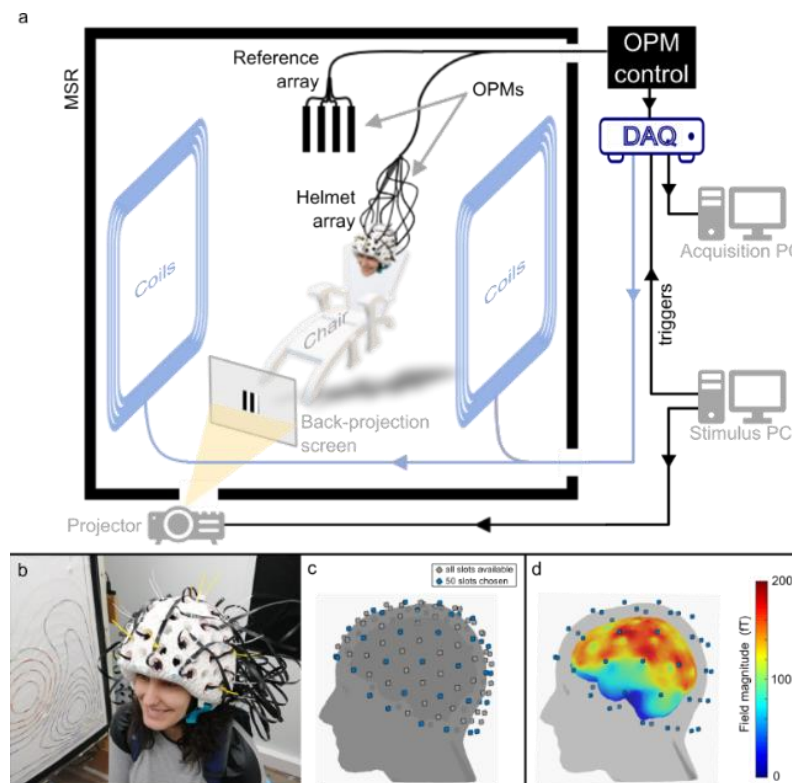 a
MSR
Reference
array
OPMs
OPM
control
DAQ
Helmet
array
Acquisition PC
Coils
Coils
Chair
triggers
Back-projection
screen
Stimulus PC
Projector
b
c
all slots available
50 slots chosen
d
200
100
0
Field magnitude (fT)